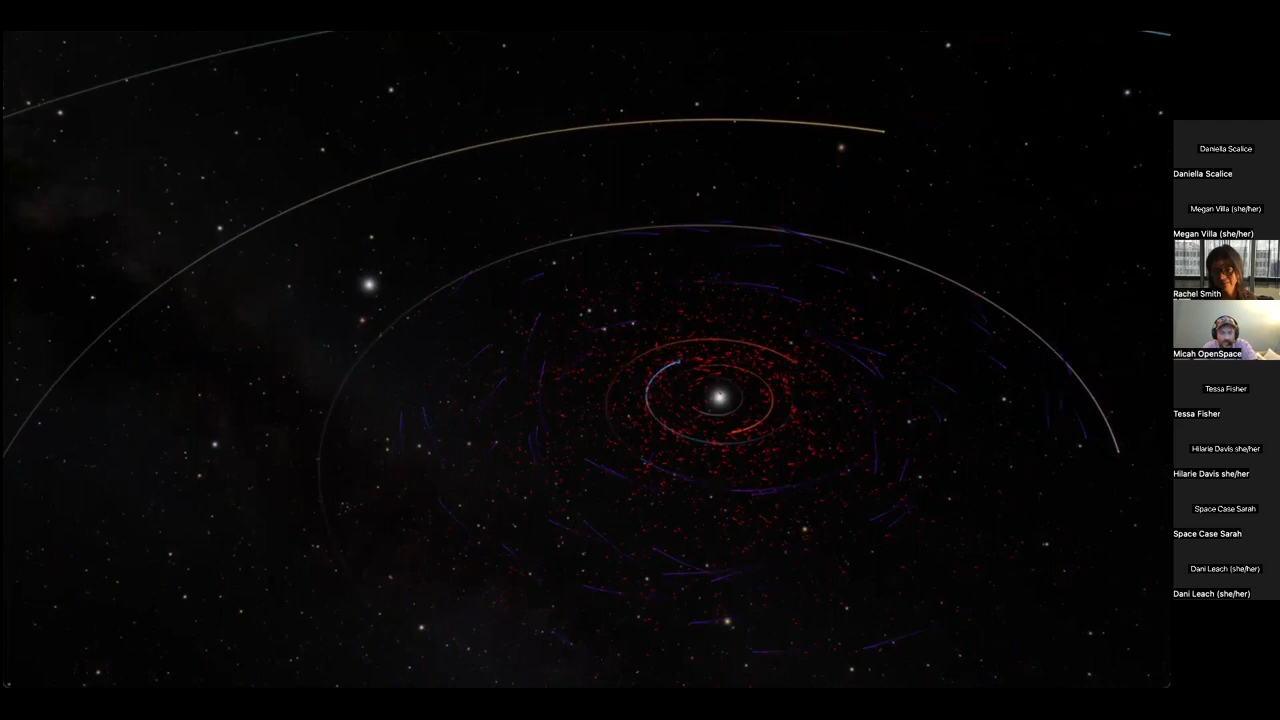 Daniella Scalice
Daniella Scalice
Megan Villa (she/her)
Megan Villa (she/her)
Rachel Smith
Micah OpenSpace
Tessa Fisher
Tessa Fisher
Hilarie Davis she/her
Hilarie Davis she/her
Space Case Sarah
Space Case Sarah
Dani Leach (she/her)
Dani Leach (she/her)